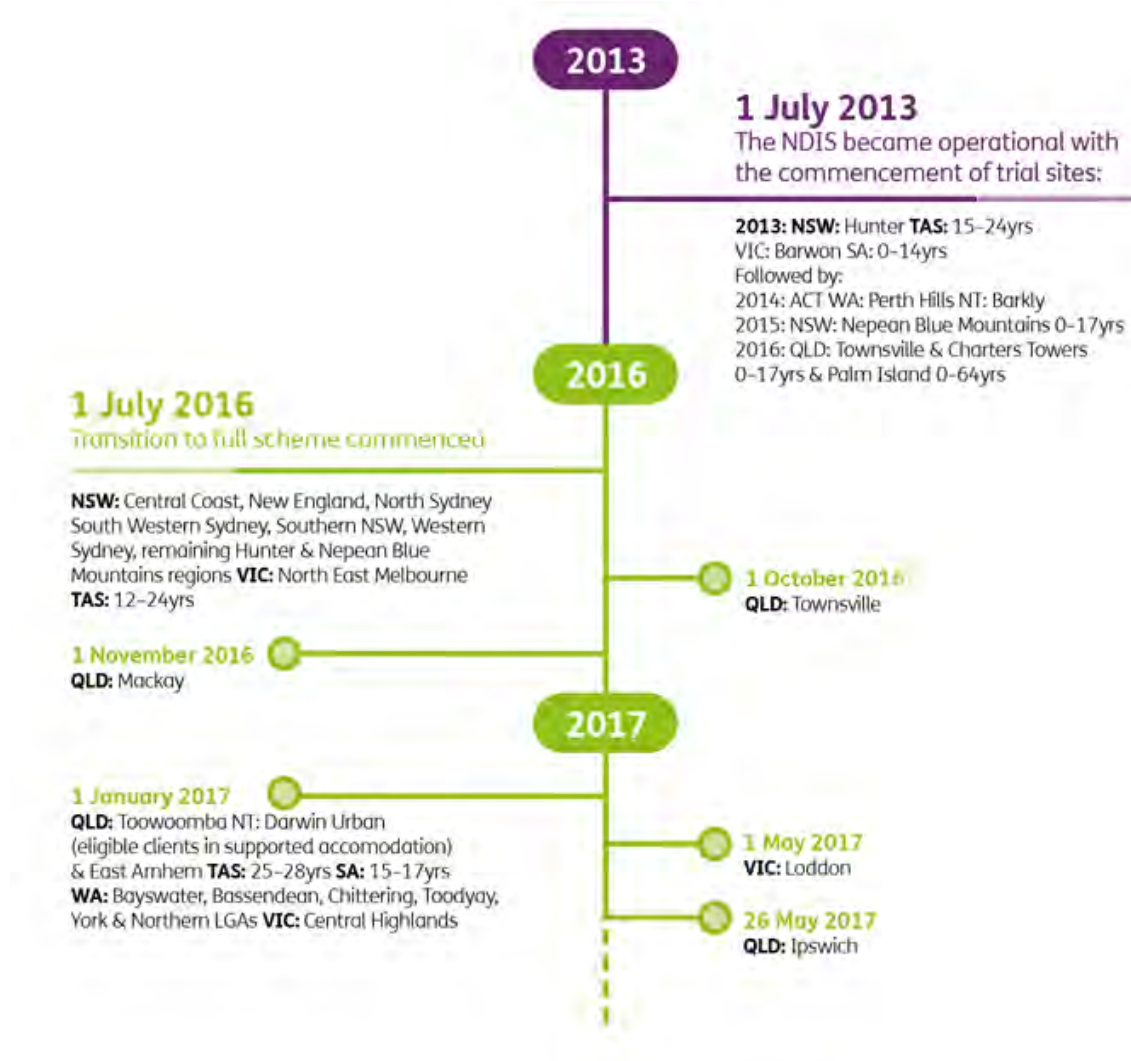 2013
1 July 2013
The NDIS became operational with
the commencement of trial sites:
2013: NSW: Hunter TAS: 15–24yrs
VIC: Barwon SA: 0–14yrs
Followed by:
2014: ACT WA: Perth Hills NT: Barkly
2015: NSW: Nepean Blue Mountains 0–17yrs
2016: QLD: Townsville & Charters Towers
0–17yrs & Palm Island 0–64yrs
2016
1 July 2016
Transition to full scheme commenced
NSW: Central Coast, New England, North Sydney
South Western Sydney, Southern NSW, Western
Sydney, remaining Hunter & Nepean Blue
Mountains regions VIC: North East Melbourne
TAS: 12–24yrs
1 October 2016
QLD: Townsville
1 November 2016
QLD: Mackay
2017
1 January 2017
QLD: Toowoomba NT: Darwin Urban
(eligible clients in supported accomodation)
& East Arnhem TAS: 25–28yrs SA: 15–17yrs
WA: Bayswater, Bassendean, Chittering, Toodyay,
York & Northern LGAs VIC: Central Highlands
1 May 2017
VIC: Loddon
26 May 2017
QLD: Ipswich